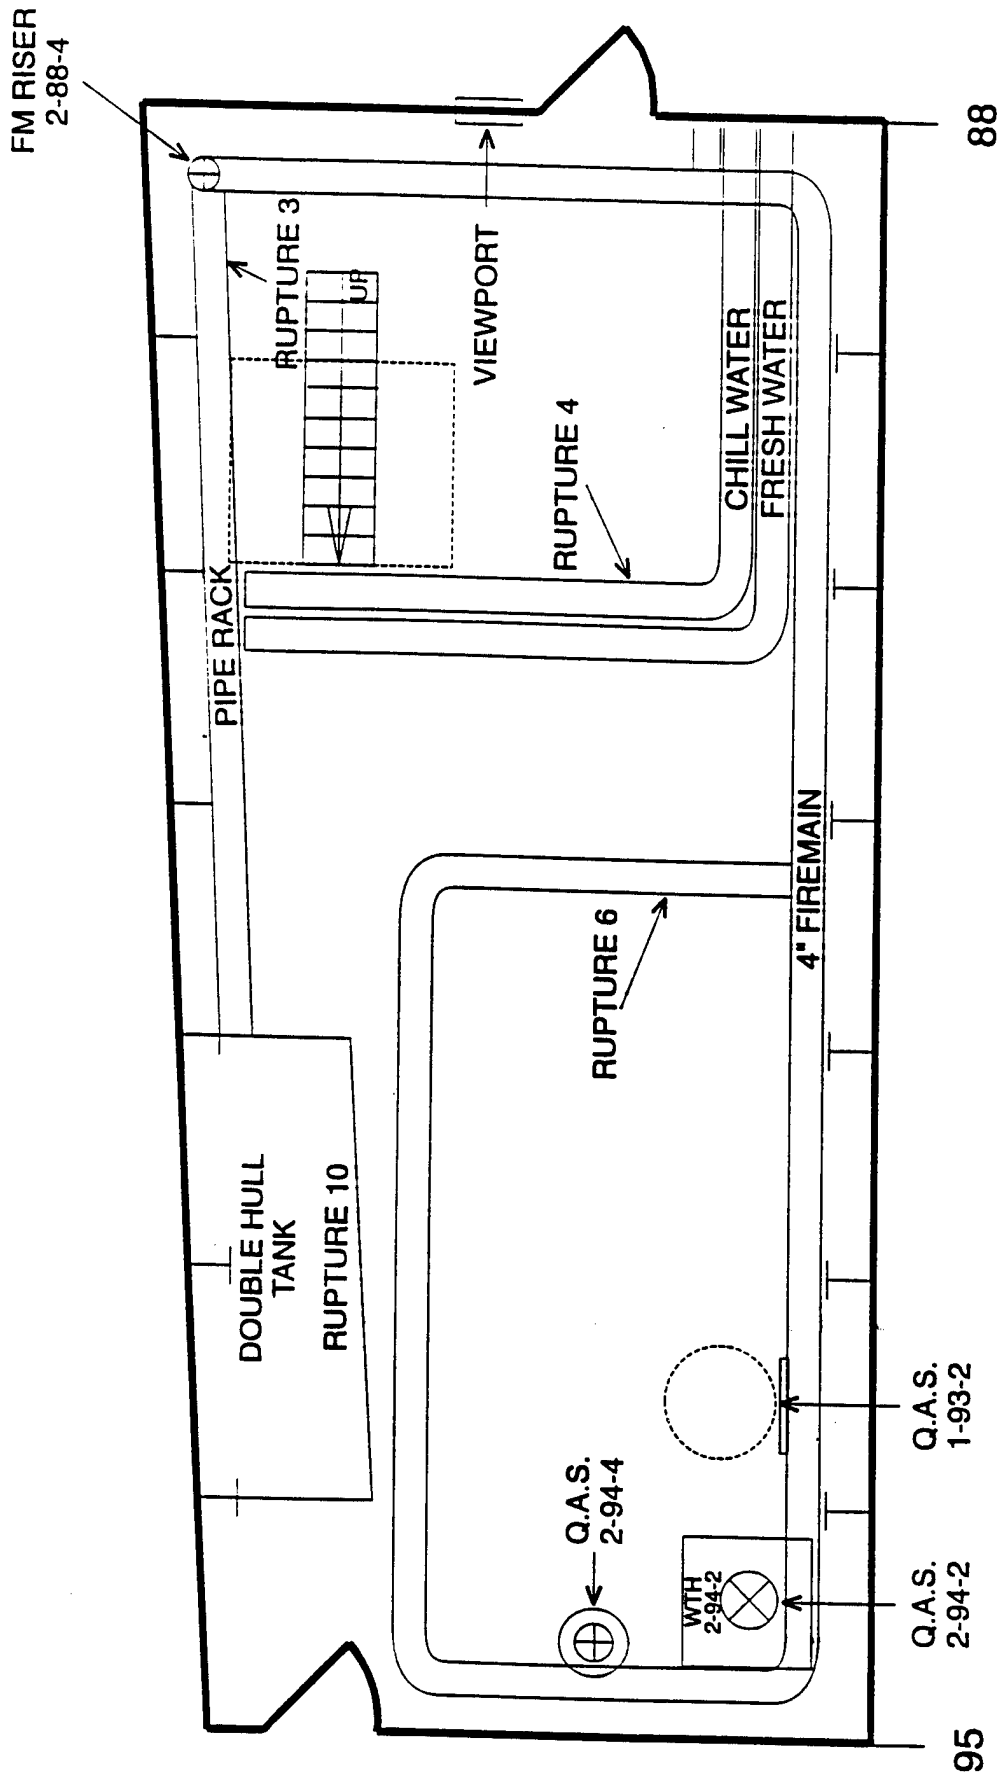 FM RISER
2-88-4
RUPTURE 3
UP
VIEWPORT
88
PIPE RACK
RUPTURE 4
CHILL WATER
FRESH WATER
4" FIREMAIN
RUPTURE 6
DOUBLE HULL
TANK
RUPTURE 10
Q.A.S.
2-94-4
Q.A.S.
1-93-2
WTH
2-94-2
Q.A.S.
2-94-2
95